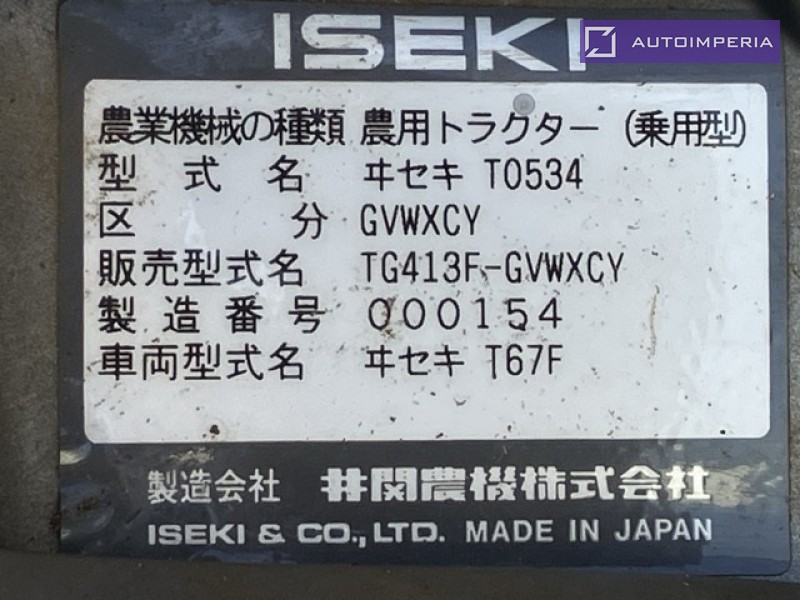 ISEKI
AUTOIMPERIA
農業機械の種類 農用トラクター (乗用型)
型式名 ヰセキ T0534
区分 GVWXCY
販売型式名 TG413F-GVWXCY
製造番号 000154
車両型式名 ヰセキ T67F
製造会社 井関農機株式会社
ISEKI & CO.,LTD. MADE IN JAPAN